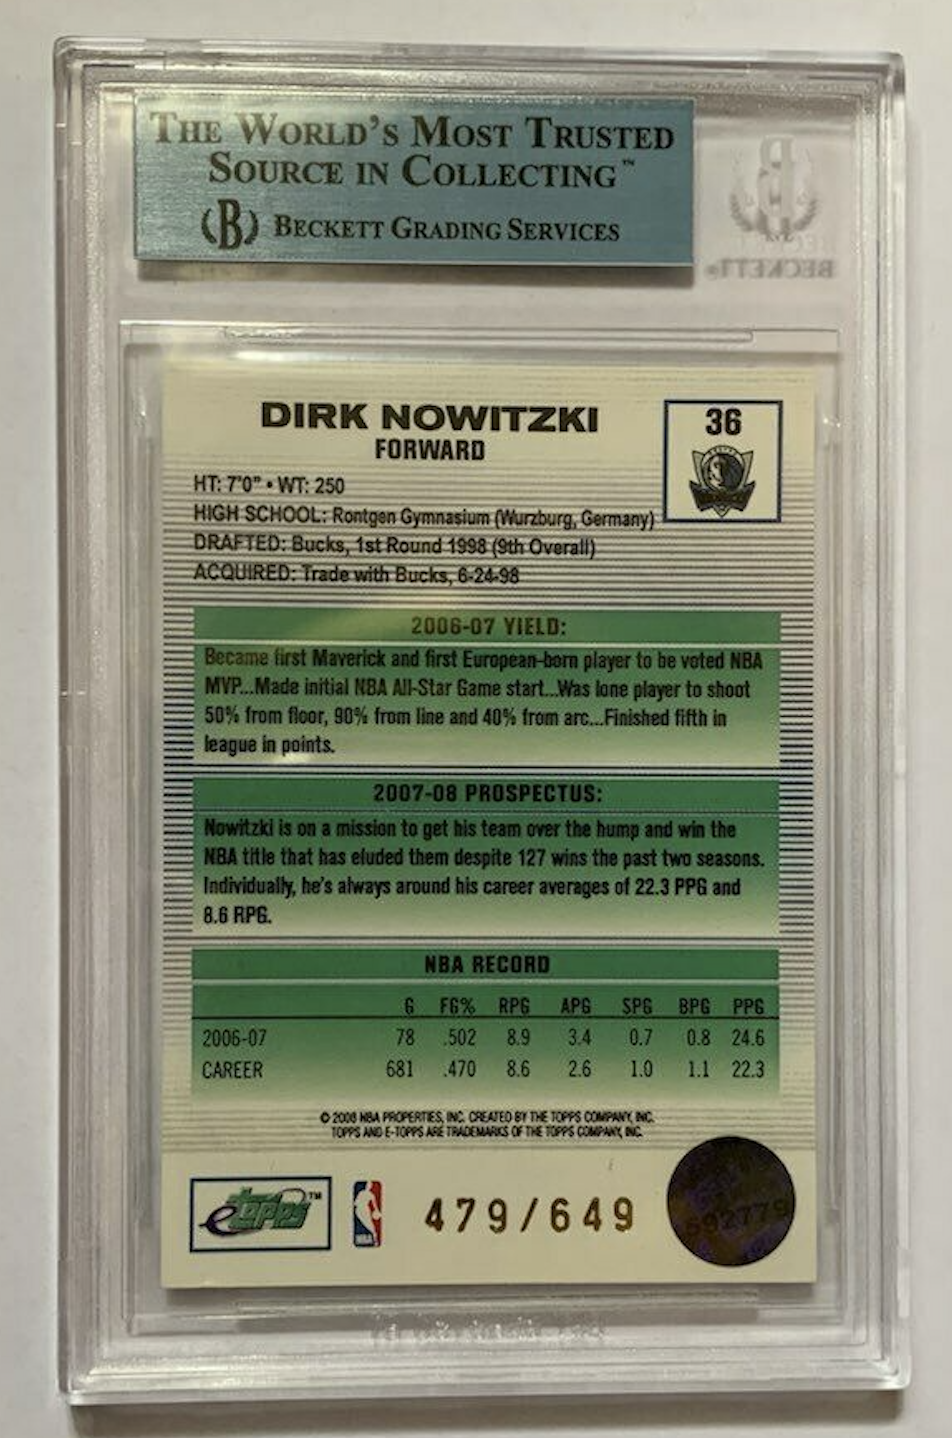 THE WORLD'S MOST TRUSTED
SOURCE IN COLLECTING™
B BECKETT GRADING SERVICES
BECKETT
DIRK NOWITZKI
FORWARD
36
HT: 7'0" • WT: 250
HIGH SCHOOL: Rontgen Gymnasium (Wurzburg, Germany)
DRAFTED: Bucks, 1st Round 1998 (9th Overall)
ACQUIRED: Trade with Bucks, 6-24-98
2006-07 YIELD:
Became first Maverick and first European-born player to be voted NBA
MVP...Made initial NBA All-Star Game start...Was lone player to shoot
50% from floor, 90% from line and 40% from arc...Finished fifth in
league in points.
2007-08 PROSPECTUS:
Nowitzki is on a mission to get his team over the hump and win the
NBA title that has eluded them despite 127 wins the past two seasons.
Individually, he's always around his career averages of 22.3 PPG and
8.6 RPG.
NBA RECORD
G FG% RPG APG SPG BPG PPG
2006-07 78 .502 8.9 3.4 0.7 0.8 24.6
CAREER 681 .470 8.6 2.6 1.0 1.1 22.3
© 2008 NBA PROPERTIES, INC. CREATED BY THE TOPPS COMPANY, INC.
TOPPS AND E-TOPPS ARE TRADEMARKS OF THE TOPPS COMPANY, INC.
etopps™ NBA 479/649